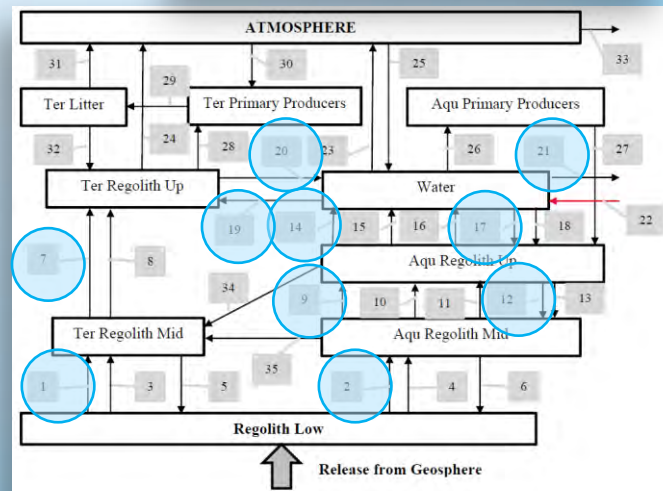 ATMOSPHERE
31 29 30 25 33
Ter Litter Ter Primary Producers Aqu Primary Producers
32 24 28 20 23 26 21 27
Ter Regolith Up Water
19 14 15 16 17 18 22
7 8 Aqu Regolith Up
34 9 10 11 12 13
Ter Regolith Mid Aqu Regolith Mid
1 3 5 35 2 4 6
Regolith Low
Release from Geosphere